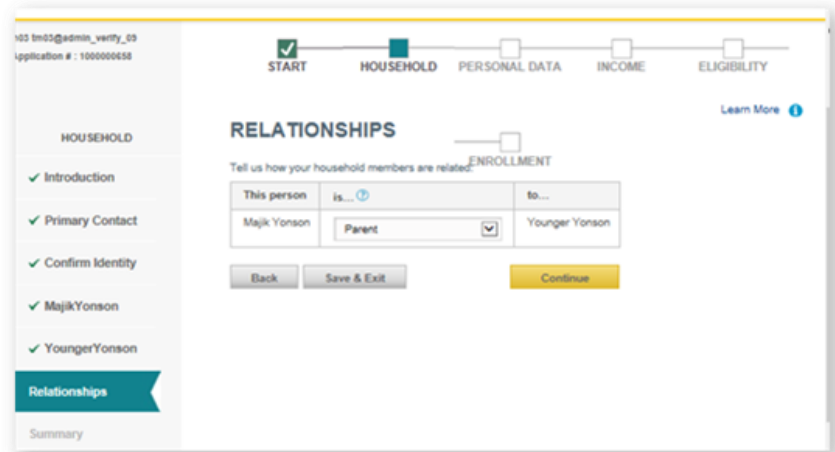 h03 tm03@admin_verify_03
Application # : 1000000658
START HOUSEHOLD PERSONAL DATA INCOME ELIGIBILITY
Learn More
HOUSEHOLD
RELATIONSHIPS
ENROLLMENT
Tell us how your household members are related:
This person is... to...
Majik Yonson Parent Younger Yonson
Back Save & Exit Continue
Introduction
Primary Contact
Confirm Identity
MajikYonson
YoungerYonson
Relationships
Summary